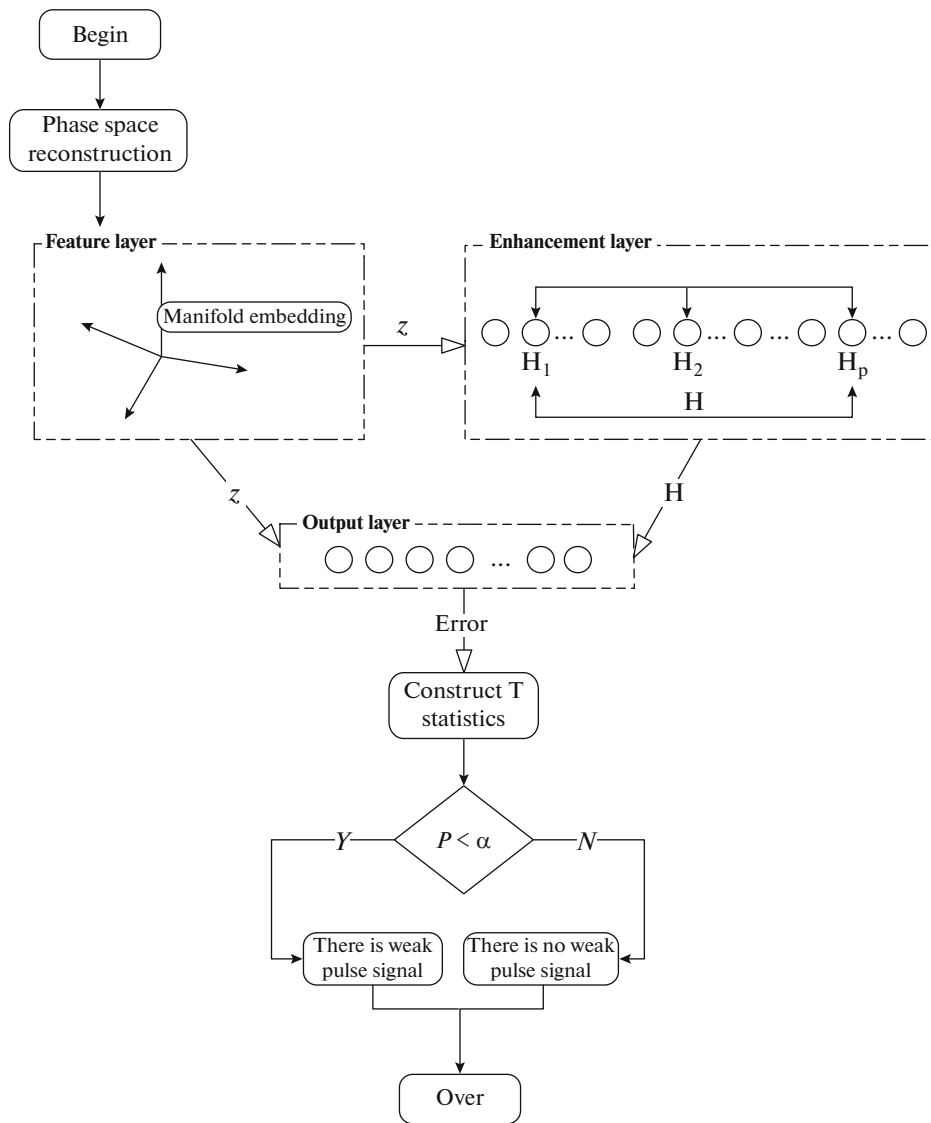 Begin
Phase space
reconstruction
Feature layer
Manifold embedding
z
Enhancement layer
... ... ... ...
H1 H2 Hp
H
z
H
Output layer
...
Error
Construct T
statistics
Y
P < α
N
There is weak
pulse signal
There is no weak
pulse signal
Over